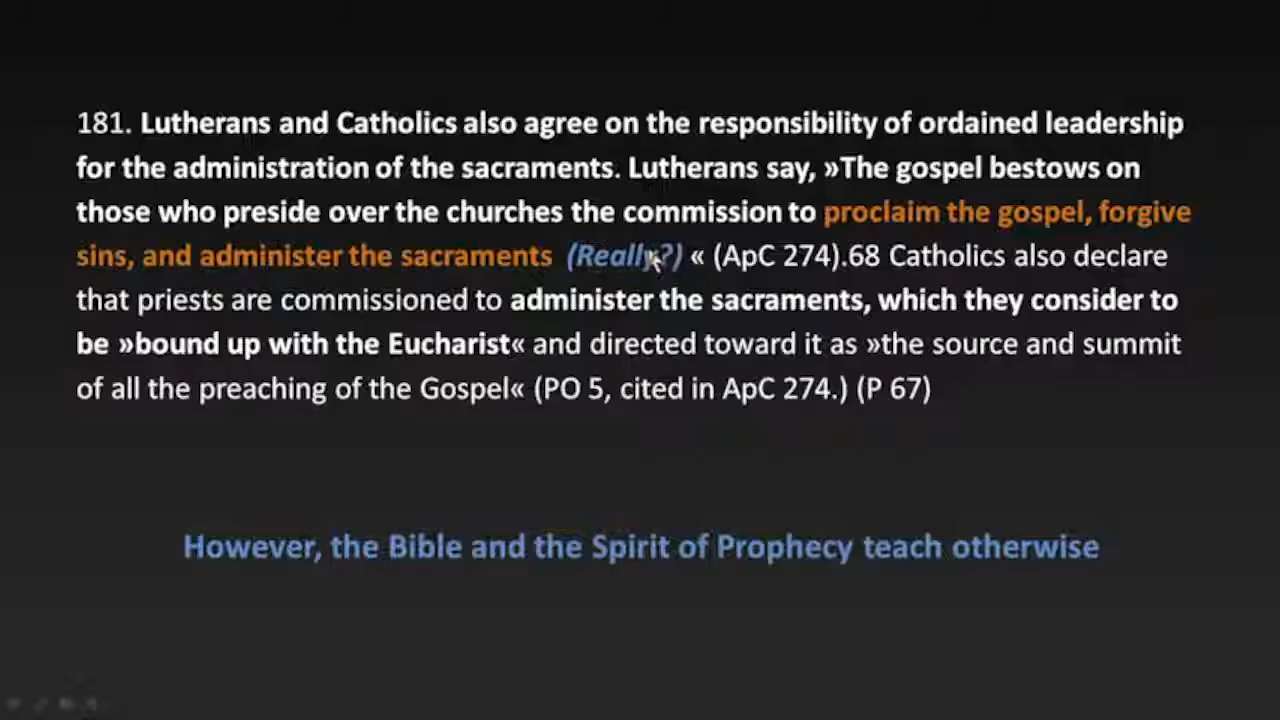 181. Lutherans and Catholics also agree on the responsibility of ordained leadership
for the administration of the sacraments. Lutherans say, »The gospel bestows on
those who preside over the churches the commission to proclaim the gospel, forgive
sins, and administer the sacraments (Really?) « (ApC 274).68 Catholics also declare
that priests are commissioned to administer the sacraments, which they consider to
be »bound up with the Eucharist« and directed toward it as »the source and summit
of all the preaching of the Gospel« (PO 5, cited in ApC 274.) (P 67)
However, the Bible and the Spirit of Prophecy teach otherwise